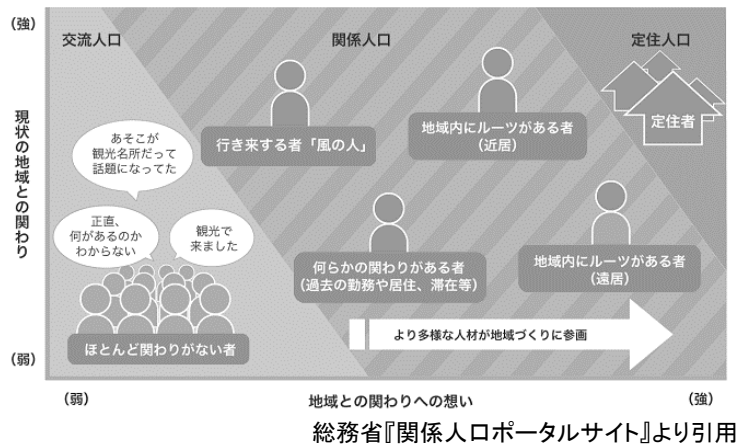 (強)
交流人口
関係人口
定住人口
現状の地域との関わり
あそこが
観光名所だって
話題になってた
正直、
何があるのか
わからない
観光で
来ました
ほとんど関わりがない者
行き来する者「風の人」
地域内にルーツがある者
(近居)
何らかの関わりがある者
(過去の勤務や居住、滞在等)
地域内にルーツがある者
(遠居)
定住者
より多様な人材が地域づくりに参画
(弱)
(弱)
地域との関わりへの想い
(強)
総務省『関係人口ポータルサイト』より引用